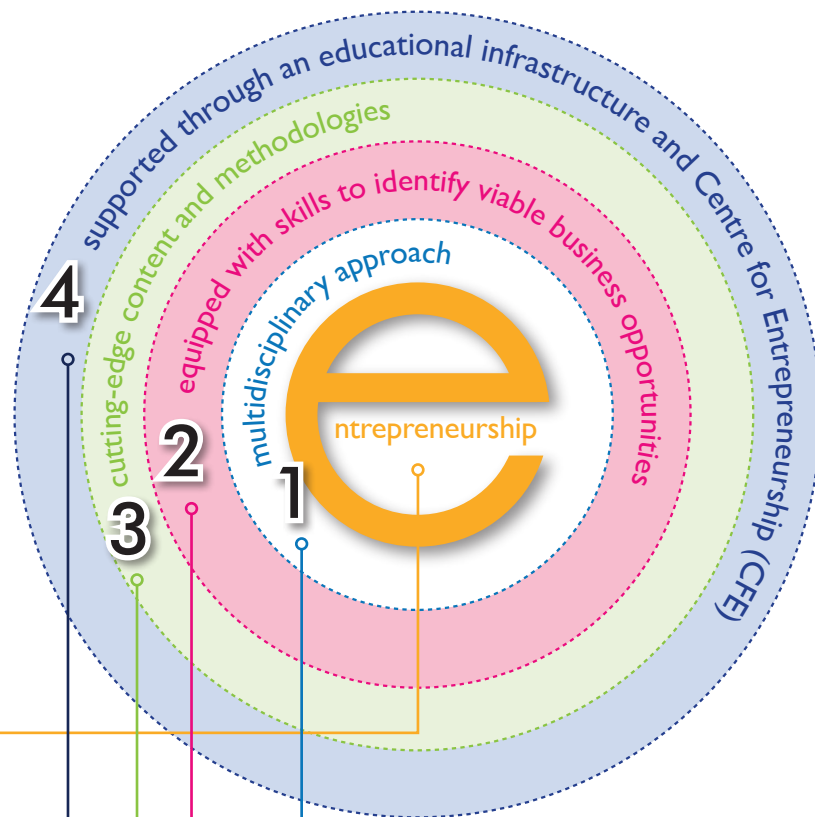 supported through an educational infrastructure and Centre for Entrepreneurship (CFE)
4
cutting-edge content and methodologies
3
equipped with skills to identify viable business opportunities
2
multidisciplinary approach
1
entrepreneurship